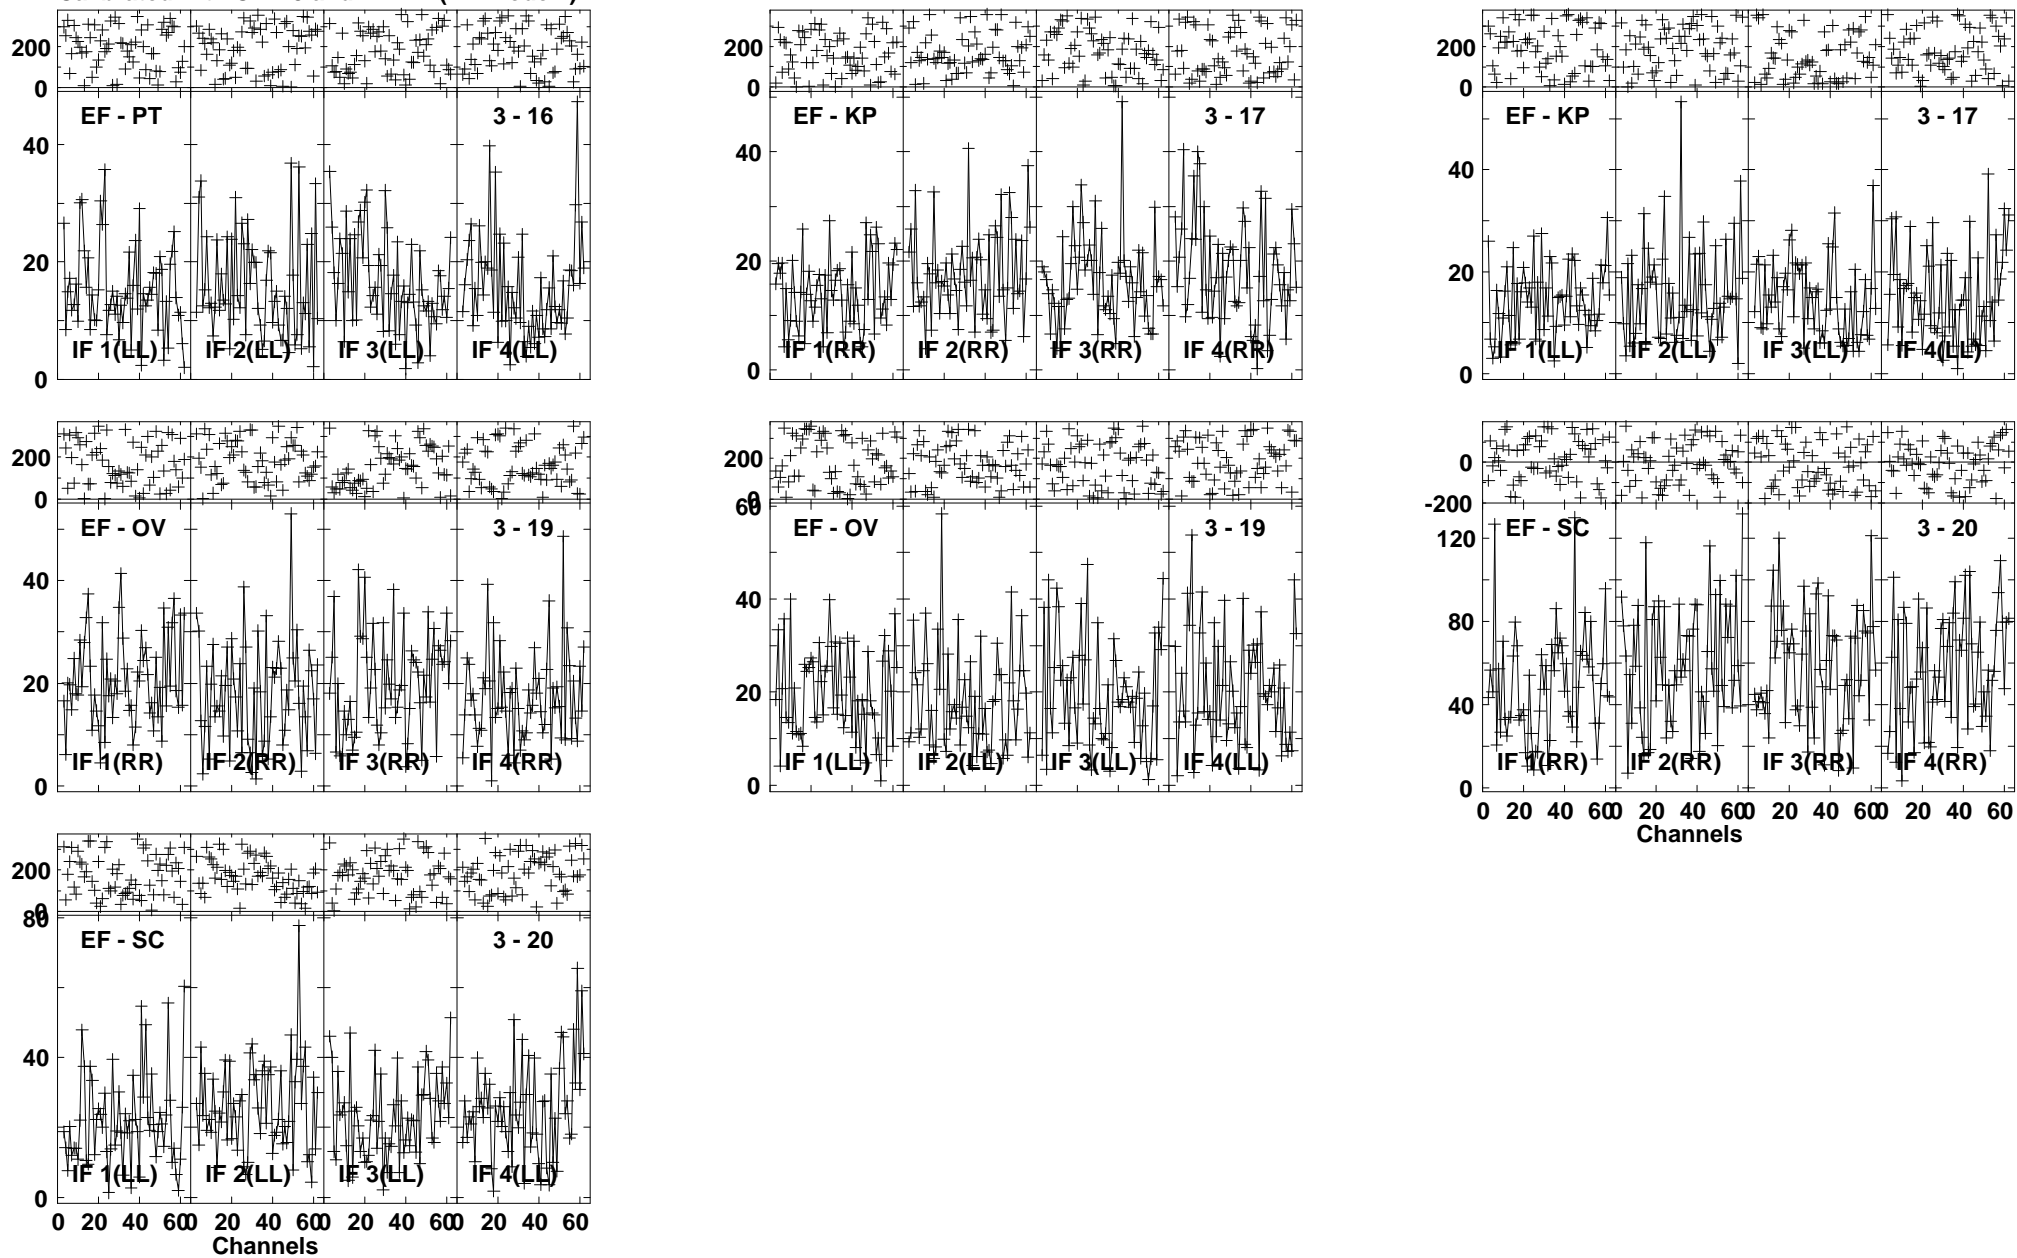 200
0
EF - PT
3 - 16
40
20
0
IF 1(LL)
IF 2(LL)
IF 3(LL)
IF 4(LL)
200
0
EF - KP
3 - 17
40
20
0
IF 1(RR)
IF 2(RR)
IF 3(RR)
IF 4(RR)
200
0
EF - KP
3 - 17
40
20
0
IF 1(LL)
IF 2(LL)
IF 3(LL)
IF 4(LL)
200
0
EF - OV
3 - 19
40
20
0
IF 1(RR)
IF 2(RR)
IF 3(RR)
IF 4(RR)
200
0
60
EF - OV
3 - 19
40
20
0
IF 1(LL)
IF 2(LL)
IF 3(LL)
IF 4(LL)
0
-200
EF - SC
3 - 20
120
80
40
0
IF 1(RR)
IF 2(RR)
IF 3(RR)
IF 4(RR)
0 20 40 60 0 20 40 60 0 20 40 60 0 20 40 60
Channels
200
0
80
EF - SC
3 - 20
40
0
IF 1(LL)
IF 2(LL)
IF 3(LL)
IF 4(LL)
0 20 40 60 0 20 40 60 0 20 40 60 0 20 40 60
Channels